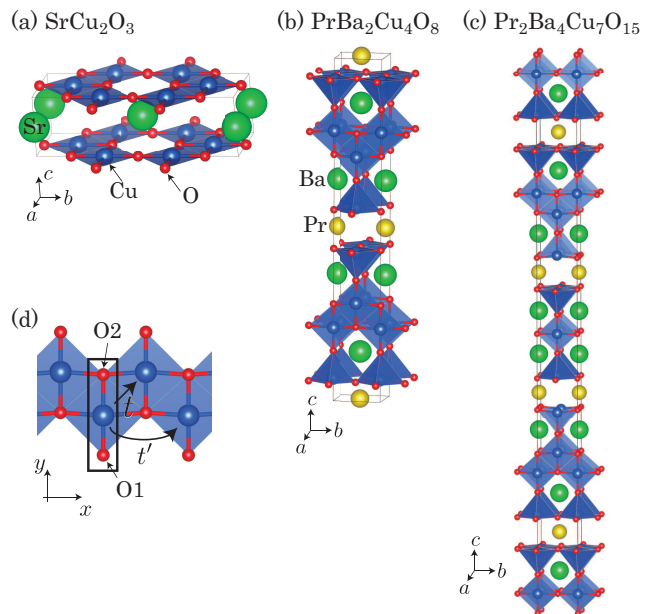 (a) SrCu₂O₃
Sr
Cu
O
c
b
a
(b) PrBa₂Cu₄O₈
Ba
Pr
c
b
a
(c) Pr₂Ba₄Cu₇O₁₅
c
b
a
(d)
O2
t
t′
O1
y
x